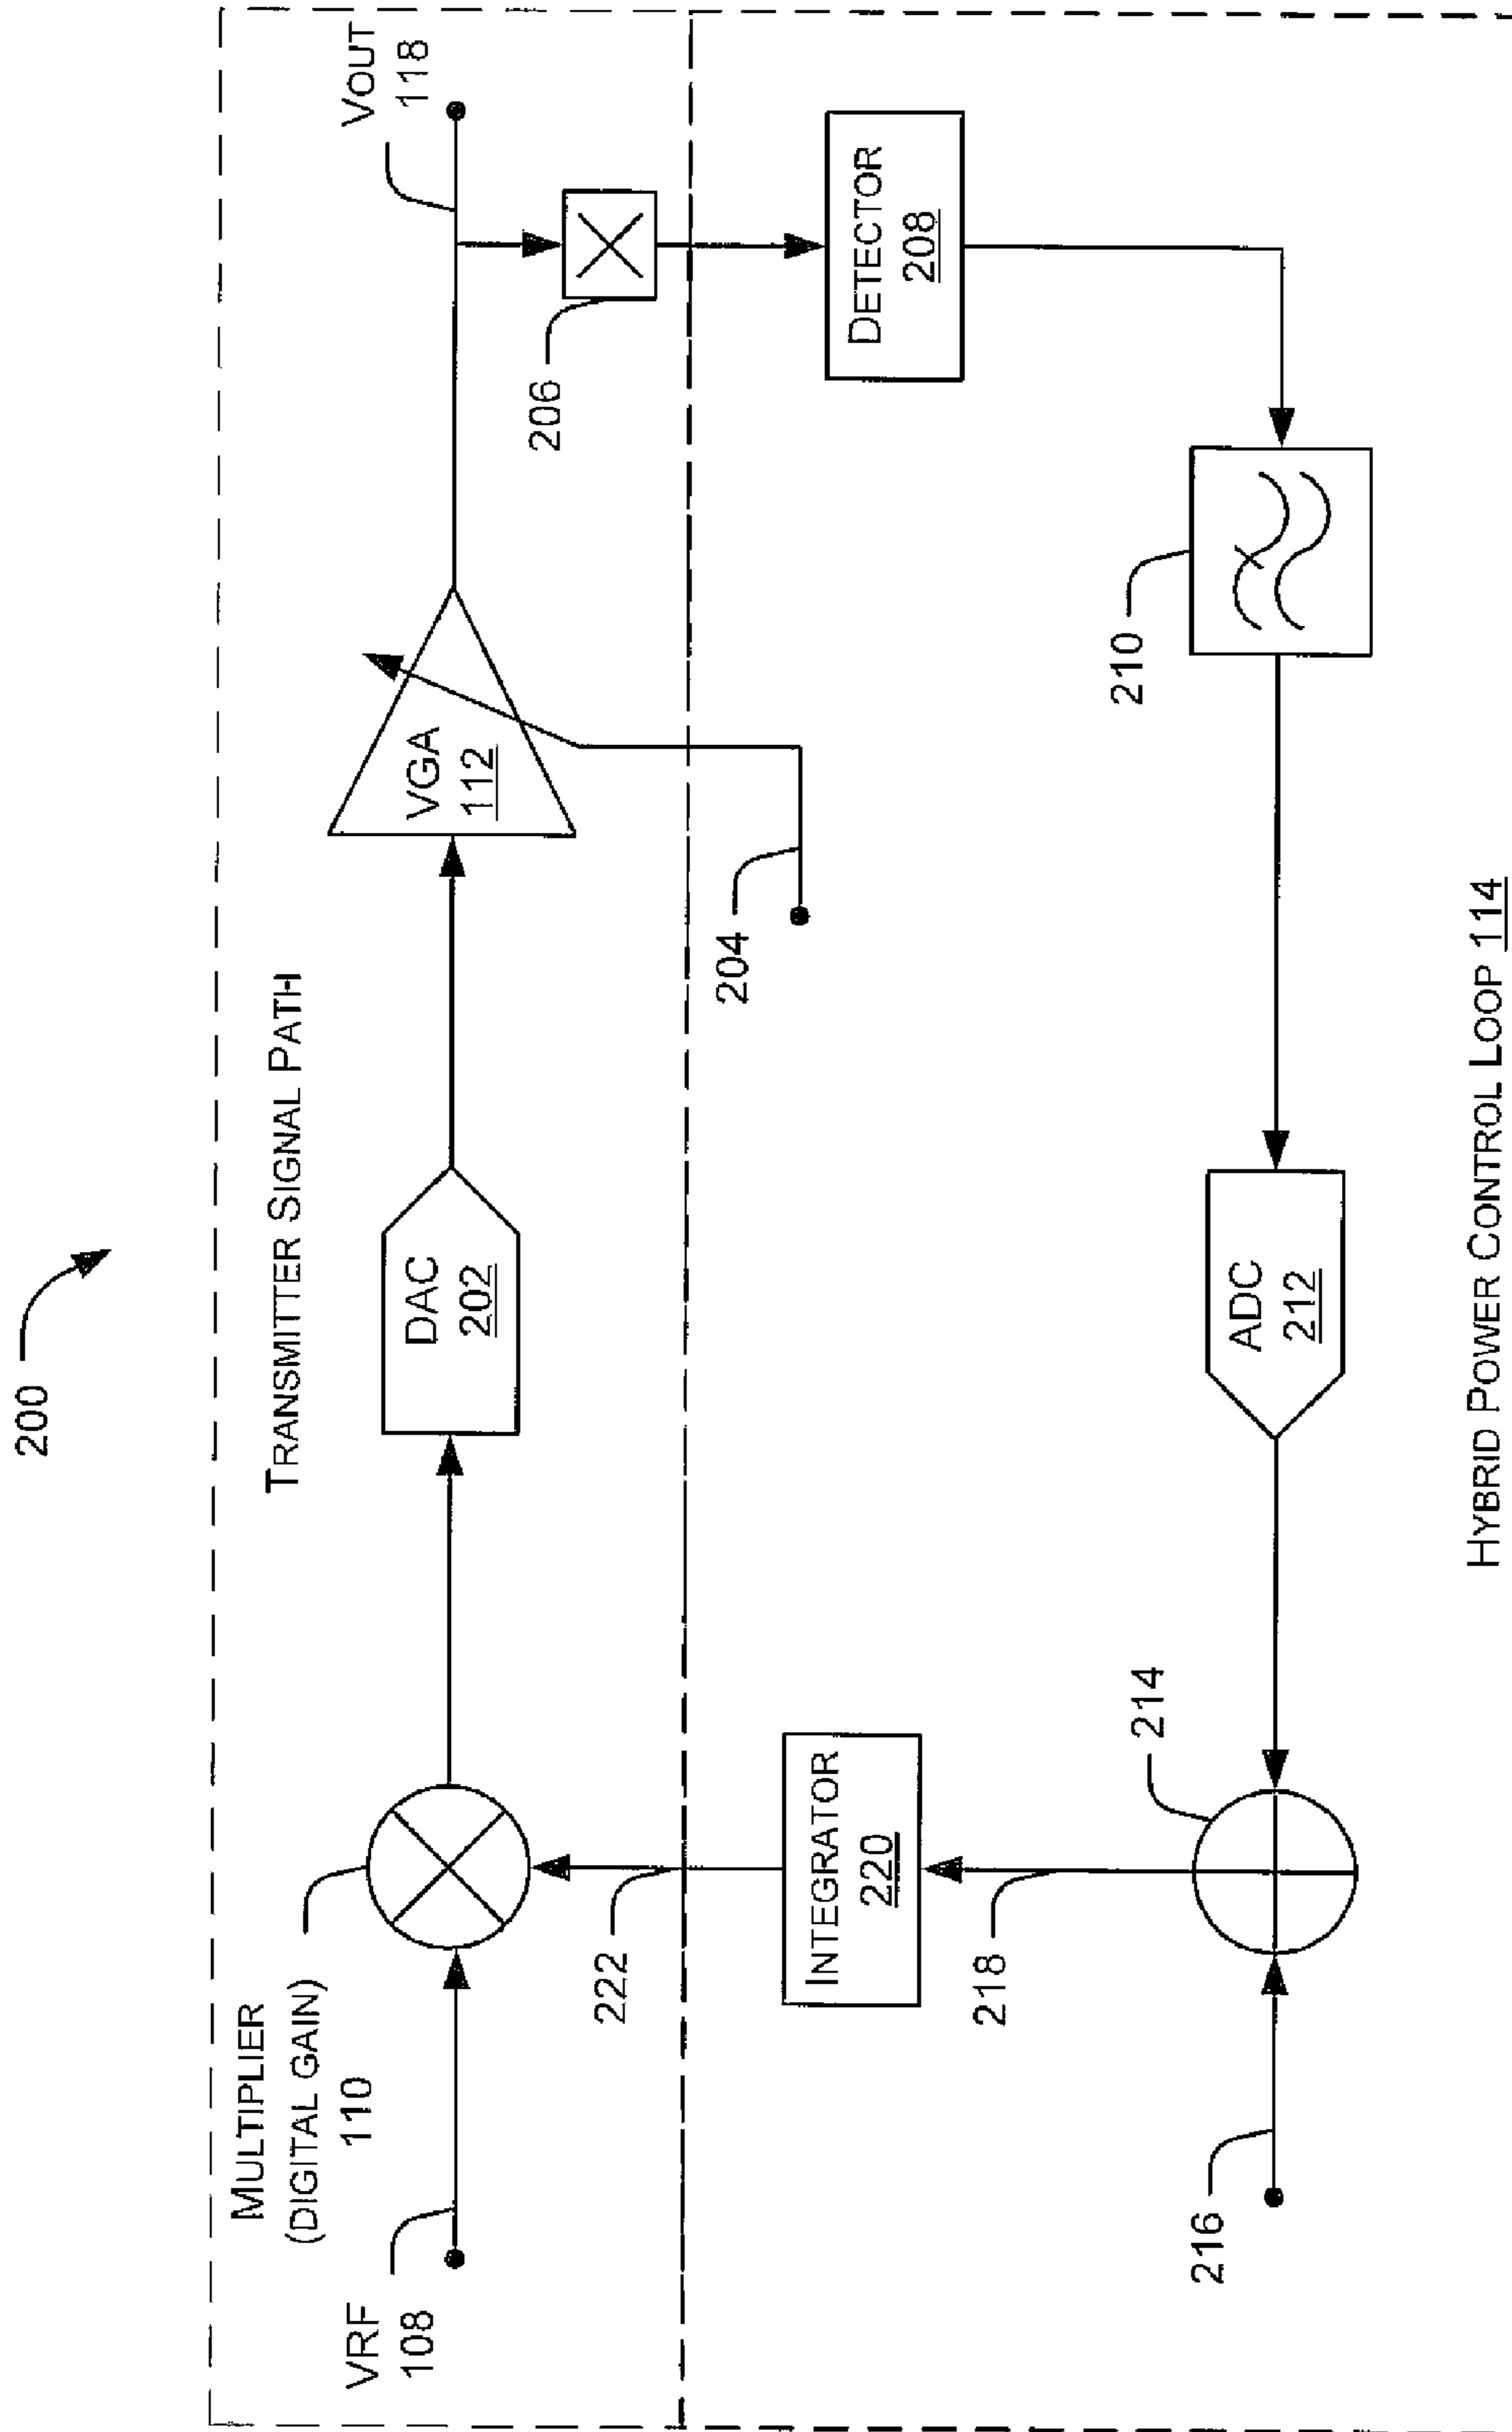 200
TRANSMITTER SIGNAL PATH
MULTIPLIER
(DIGITAL GAIN)
110
VRF
108
DAC
202
VGA
112
VOUT
118
206
204
222
INTEGRATOR
220
DETECTOR
208
218
210
214
216
ADC
212
HYBRID POWER CONTROL LOOP 114